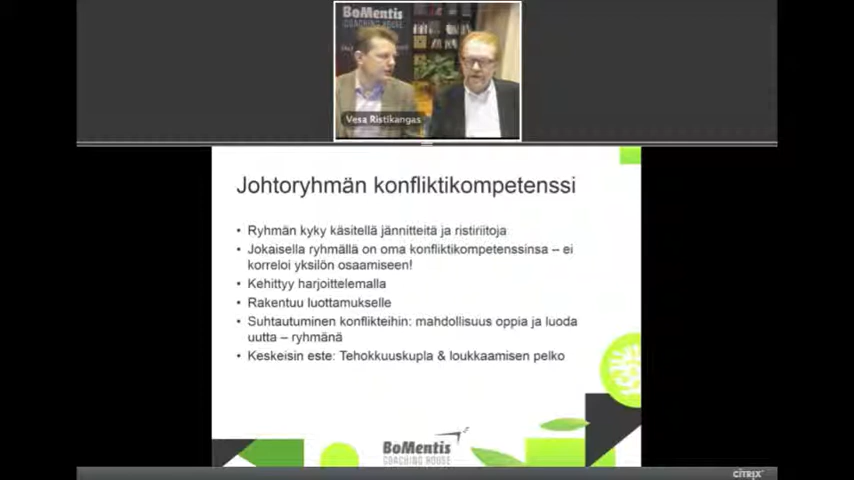 BoMentis
COACHING HOUSE
Vesa Ristikangas
Johtoryhmän konfliktikompetenssi
• Ryhmän kyky käsitellä jännitteitä ja ristiriitoja
• Jokaisella ryhmällä on oma konfliktikompetenssinsa – ei
korreloi yksilön osaamiseen!
• Kehittyy harjoittelemalla
• Rakentuu luottamukselle
• Suhtautuminen konflikteihin: mahdollisuus oppia ja luoda
uutta – ryhmänä
• Keskeisin este: Tehokkuuskupla & loukkaamisen pelko
BoMentis
COACHING HOUSE
CITRIX